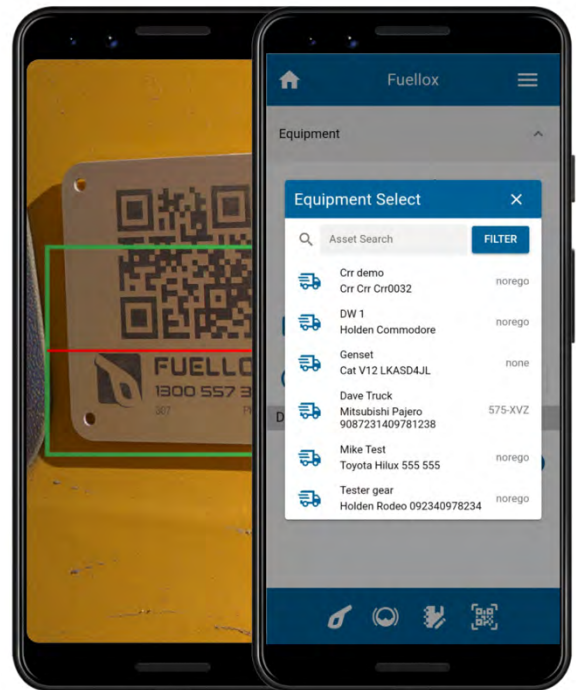 FUELLO
1300 557 3
307
Fuellox
Equipment
Equipment Select
Asset Search
FILTER
Crr demo
Crr Crr Crr0032
norego
DW 1
Holden Commodore
norego
Genset
Cat V12 LKASD4JL
none
Dave Truck
Mitsubishi Pajero
9087231409781238
575-XVZ
Mike Test
Toyota Hilux 555 555
norego
Tester gear
Holden Rodeo 092340978234
norego
D